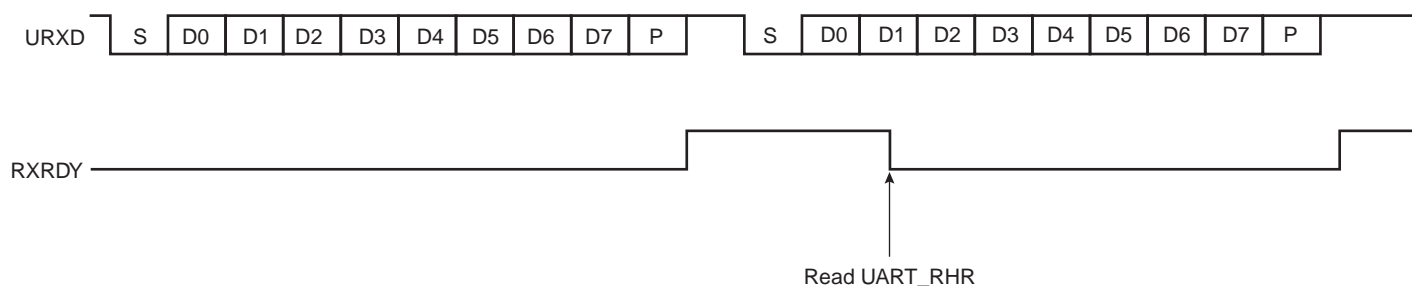 URXD S D0 D1 D2 D3 D4 D5 D6 D7 P S D0 D1 D2 D3 D4 D5 D6 D7 P
RXRDY
Read UART_RHR